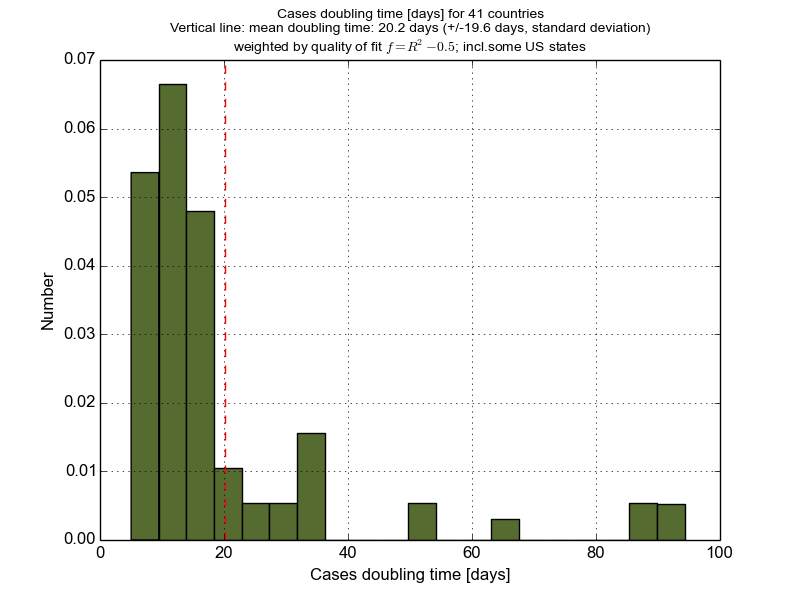 Cases doubling time [days] for 41 countries
Vertical line: mean doubling time: 20.2 days (+/-19.6 days, standard deviation)
weighted by quality of fit f=R² −0.5; incl.some US states
0.07
0.06
0.05
0.04
0.03
0.02
0.01
0.00
Number
0 20 40 60 80 100
Cases doubling time [days]